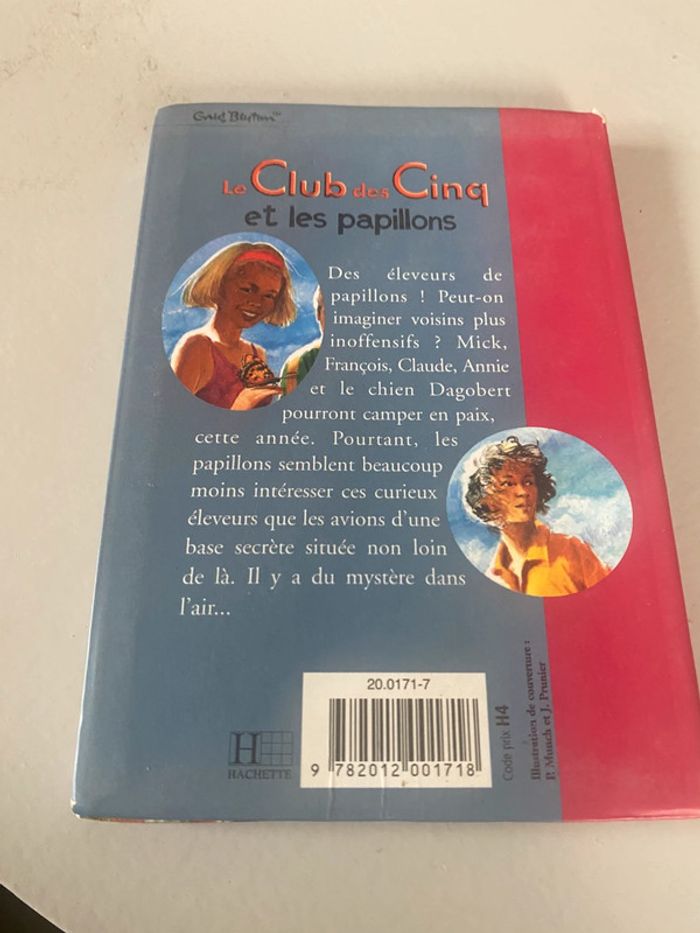 Enid Blyton™
Le Club des Cinq
et les papillons
Des éleveurs de
papillons ! Peut-on
imaginer voisins plus
inoffensifs ? Mick,
François, Claude, Annie
et le chien Dagobert
pourront camper en paix,
cette année. Pourtant, les
papillons semblent beaucoup
moins intéresser ces curieux
éleveurs que les avions d'une
base secrète située non loin
de là. Il y a du mystère dans
l'air...
H
HACHETTE
20.0171-7
9 782012 001718
Code prix H4
Illustration de couverture :
P. Munch et J. Prunier